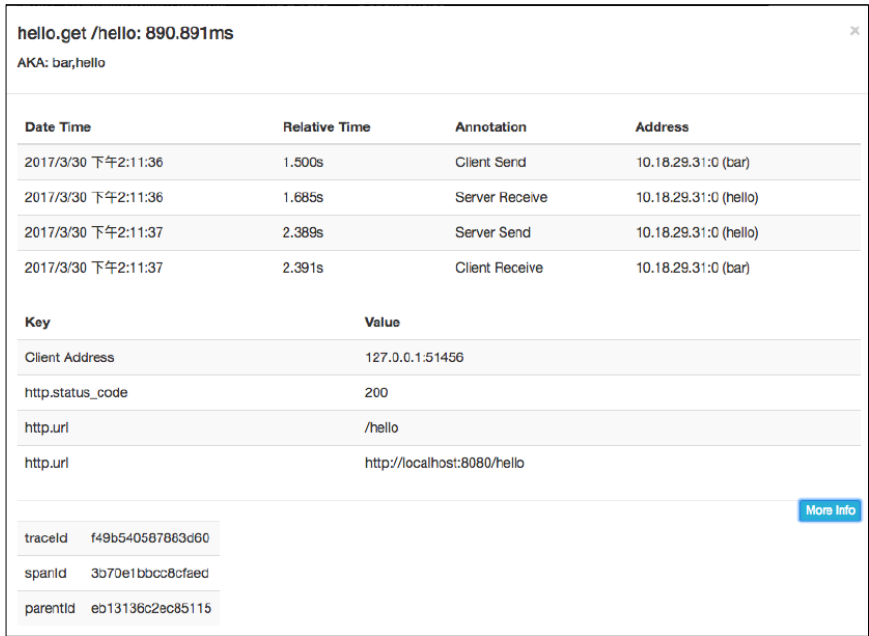 hello.get /hello: 890.891ms ×
AKA: bar,hello
Date Time Relative Time Annotation Address
2017/3/30 下午2:11:36 1.500s Client Send 10.18.29.31:0 (bar)
2017/3/30 下午2:11:36 1.685s Server Receive 10.18.29.31:0 (hello)
2017/3/30 下午2:11:37 2.389s Server Send 10.18.29.31:0 (hello)
2017/3/30 下午2:11:37 2.391s Client Receive 10.18.29.31:0 (bar)
Key Value
Client Address 127.0.0.1:51456
http.status_code 200
http.url /hello
http.url http://localhost:8080/hello
More Info
traceId f49b540587883d60
spanId 3b70e1bbcc8cfaed
parentId eb13136c2ec85115